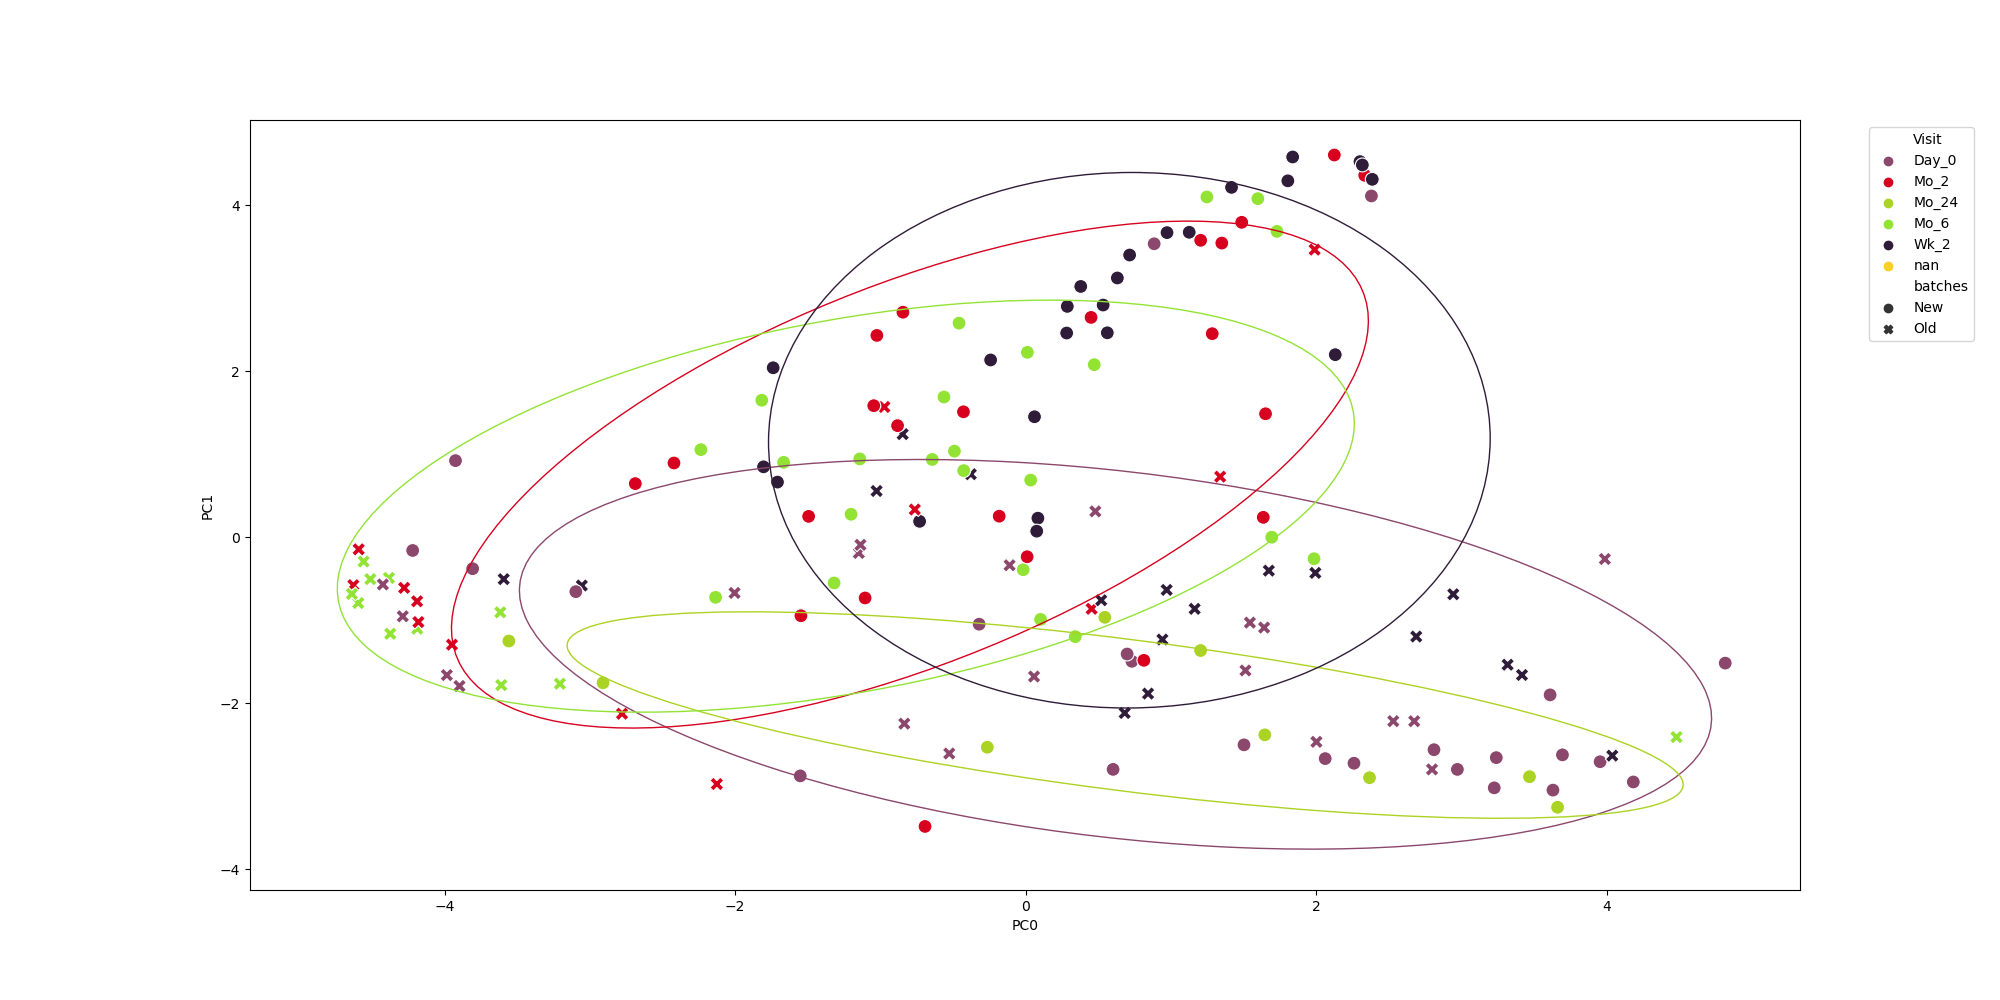 Visit
Day_0
Mo_2
Mo_24
Mo_6
Wk_2
nan
batches
New
Old
4
2
0
−2
−4
PC1
−4
−2
0
2
4
PC0